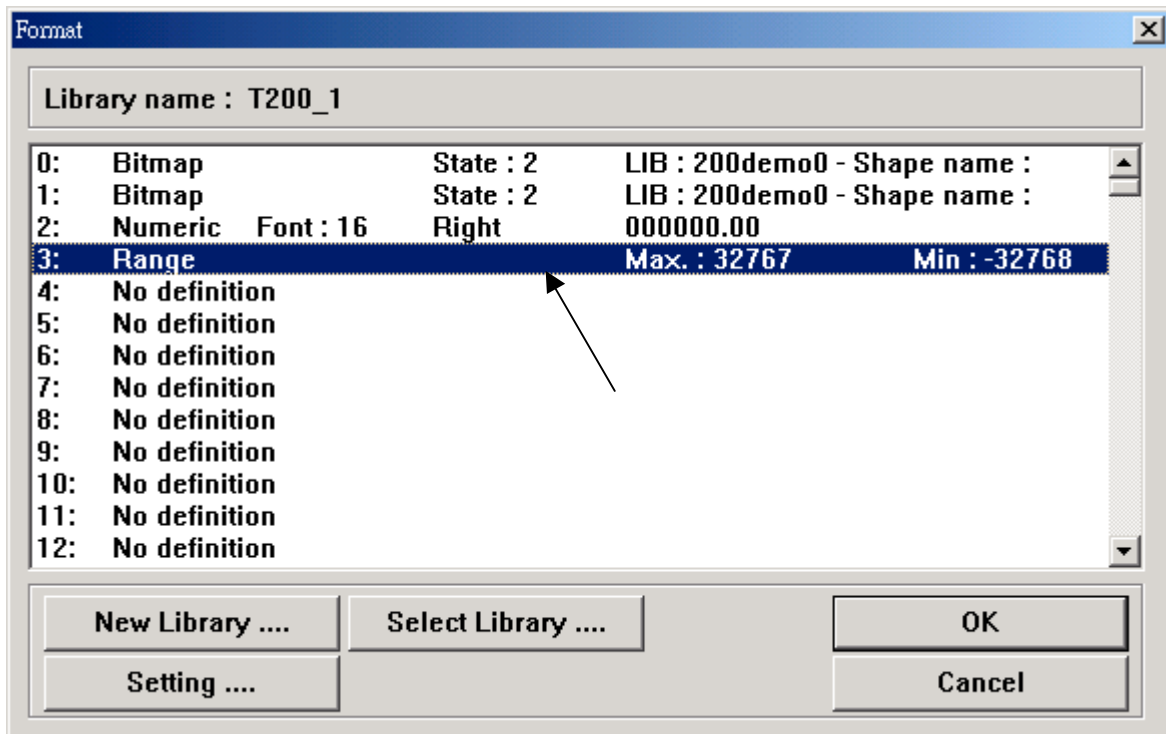 Format
Library name : T200_1
0: Bitmap State : 2 LIB : 200demo0 - Shape name :
1: Bitmap State : 2 LIB : 200demo0 - Shape name :
2: Numeric Font : 16 Right 000000.00
3: Range Max. : 32767 Min : -32768
4: No definition
5: No definition
6: No definition
7: No definition
8: No definition
9: No definition
10: No definition
11: No definition
12: No definition
New Library .... Select Library .... OK
Setting .... Cancel